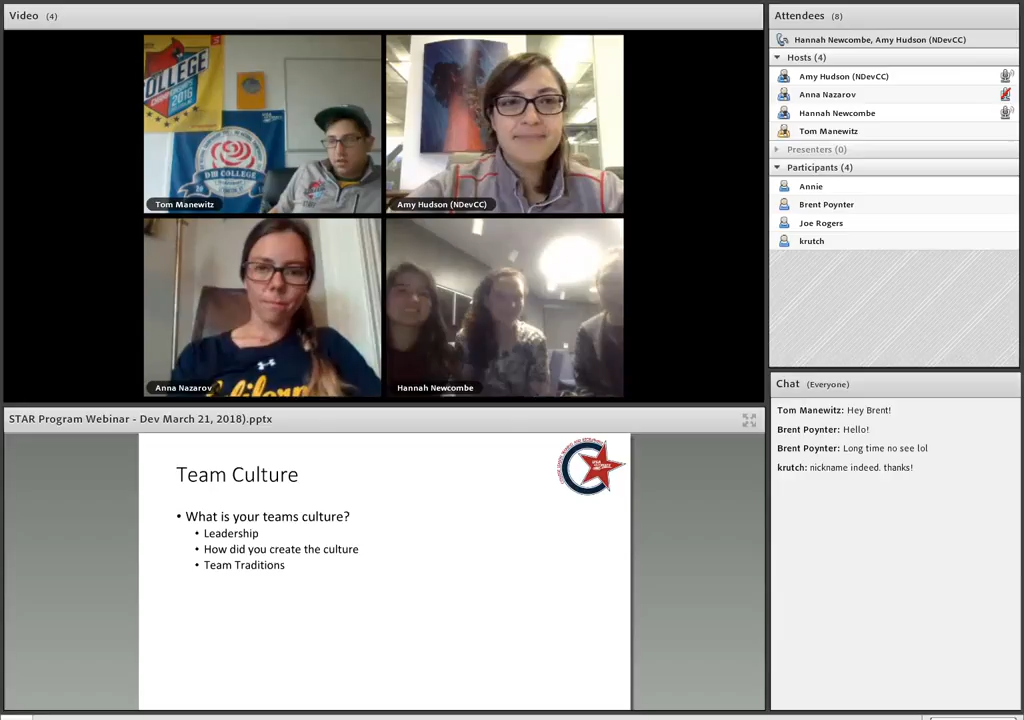 Video (4)
COLLEGE
CHAMPIONSHIPS
2016
DIII COLLEGE
Tom Manewitz
Amy Hudson (NDevCC)
Anna Nazarov
Hannah Newcombe
STAR Program Webinar - Dev March 21, 2018).pptx
Team Culture
• What is your teams culture?
• Leadership
• How did you create the culture
• Team Traditions
Attendees (8)
Hannah Newcombe, Amy Hudson (NDevCC)
Hosts (4)
Amy Hudson (NDevCC)
Anna Nazarov
Hannah Newcombe
Tom Manewitz
Presenters (0)
Participants (4)
Annie
Brent Poynter
Joe Rogers
krutch
Chat (Everyone)
Tom Manewitz: Hey Brent!
Brent Poynter: Hello!
Brent Poynter: Long time no see lol
krutch: nickname indeed. thanks!